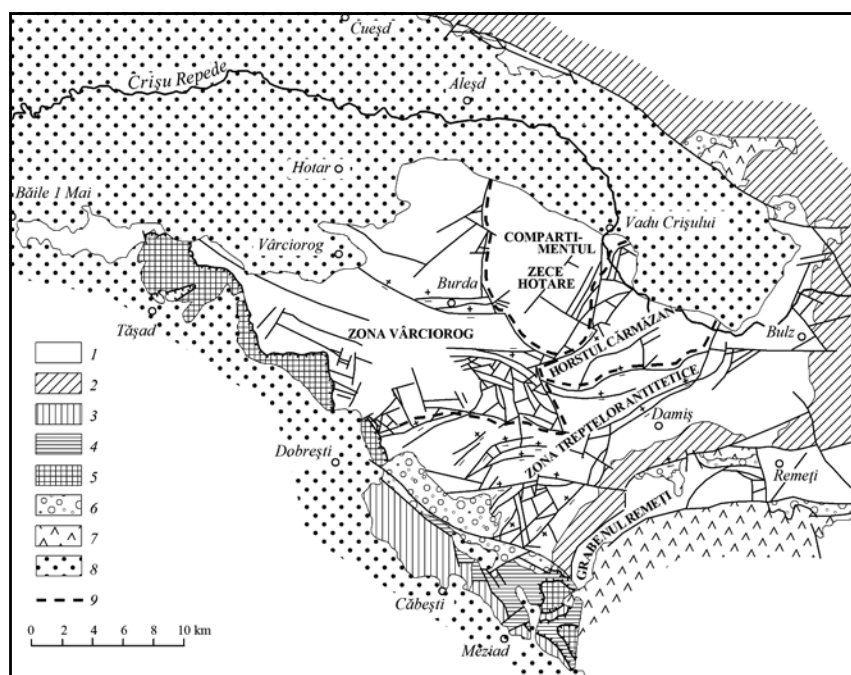 Cueșd
Crișu Repede
Aleșd
Hotar
Băile 1 Mai
Vadu Crișului
Vârciorog
COMPARTI-
MENTUL
ZECE
HOTARE
Burda
Tășad
ZONA VÂRCIOROG
HORSTUL CĂRMĂZAN
Bulz
ZONA TREPTELOR ANTITETICE
Damiș
Dobrești
Remeți
GRABENUL REMEȚI
Căbești
Meziad
1
2
3
4
5
6
7
8
9
0 2 4 6 8 10 km